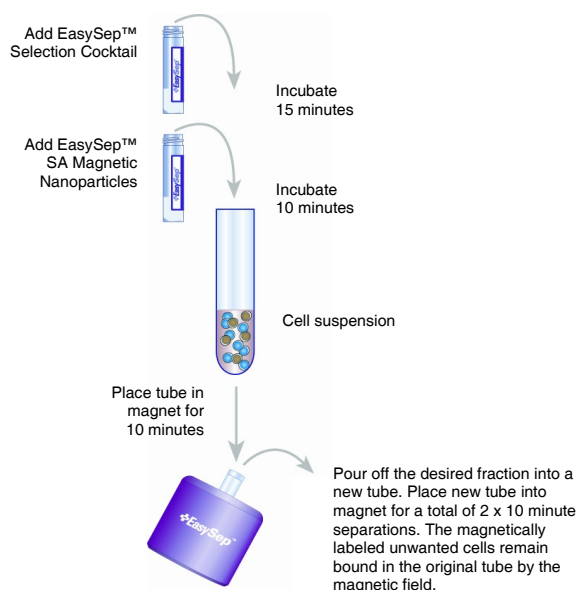 Add EasySep™
Selection Cocktail
EasySep™
Incubate
15 minutes
Add EasySep™
SA Magnetic
Nanoparticles
EasySep™
Incubate
10 minutes
Cell suspension
Place tube in
magnet for
10 minutes
EasySep™
Pour off the desired fraction into a
new tube. Place new tube into
magnet for a total of 2 x 10 minute
separations. The magnetically
labeled unwanted cells remain
bound in the original tube by the
magnetic field.